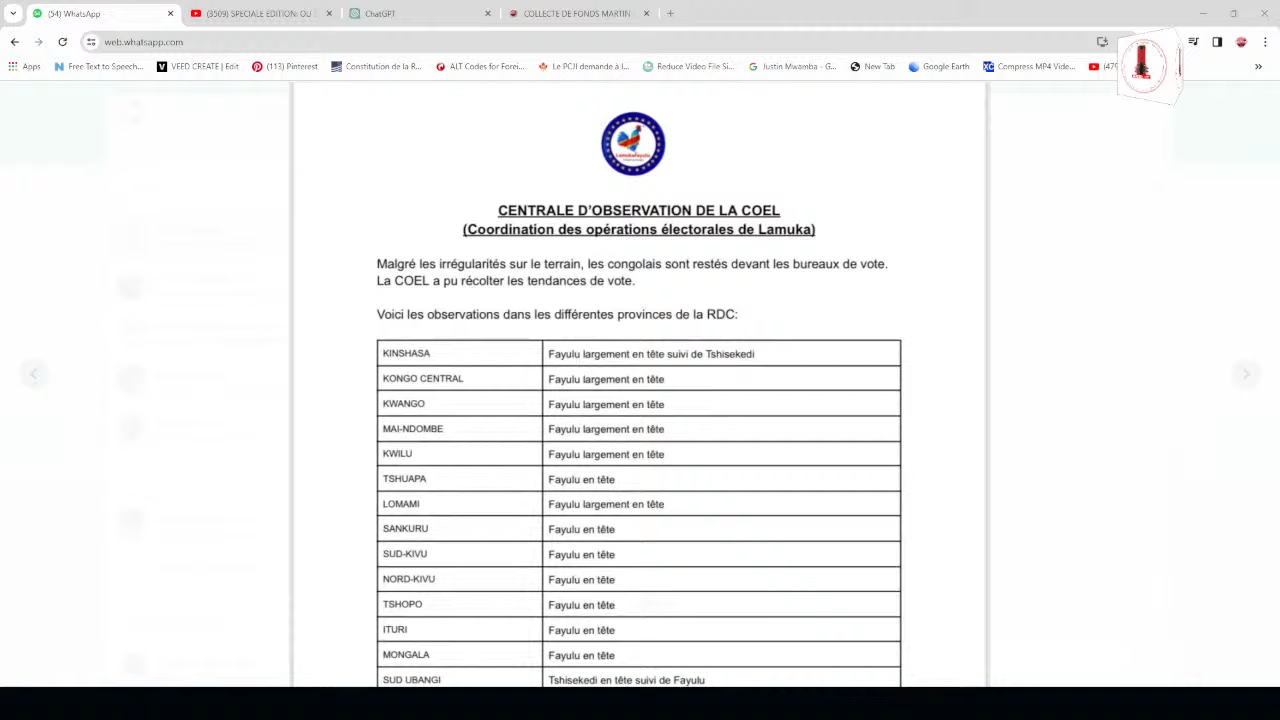 (54) WhatsApp
(3509) SPECIALE EDITION: OU
ChatGPT
COLLECTE DE FONDS MARTIN
web.whatsapp.com
Apps
Free Text to Speech...
VEED CREATE | Edit
(113) Pinterest
Constitution de la R...
ALT Codes for Forei...
Le PCJI demande à l...
Reduce Video File Si...
Justin Mwamba - G...
New Tab
Google Earth
Compress MP4 Vide...
LamukaFayulu
CENTRALE D'OBSERVATION DE LA COEL
(Coordination des opérations électorales de Lamuka)
Malgré les irrégularités sur le terrain, les congolais sont restés devant les bureaux de vote.
La COEL a pu récolter les tendances de vote.
Voici les observations dans les différentes provinces de la RDC:
KINSHASA Fayulu largement en tête suivi de Tshisekedi
KONGO CENTRAL Fayulu largement en tête
KWANGO Fayulu largement en tête
MAI-NDOMBE Fayulu largement en tête
KWILU Fayulu largement en tête
TSHUAPA Fayulu en tête
LOMAMI Fayulu largement en tête
SANKURU Fayulu en tête
SUD-KIVU Fayulu en tête
NORD-KIVU Fayulu en tête
TSHOPO Fayulu en tête
ITURI Fayulu en tête
MONGALA Fayulu en tête
SUD UBANGI Tshisekedi en tête suivi de Fayulu